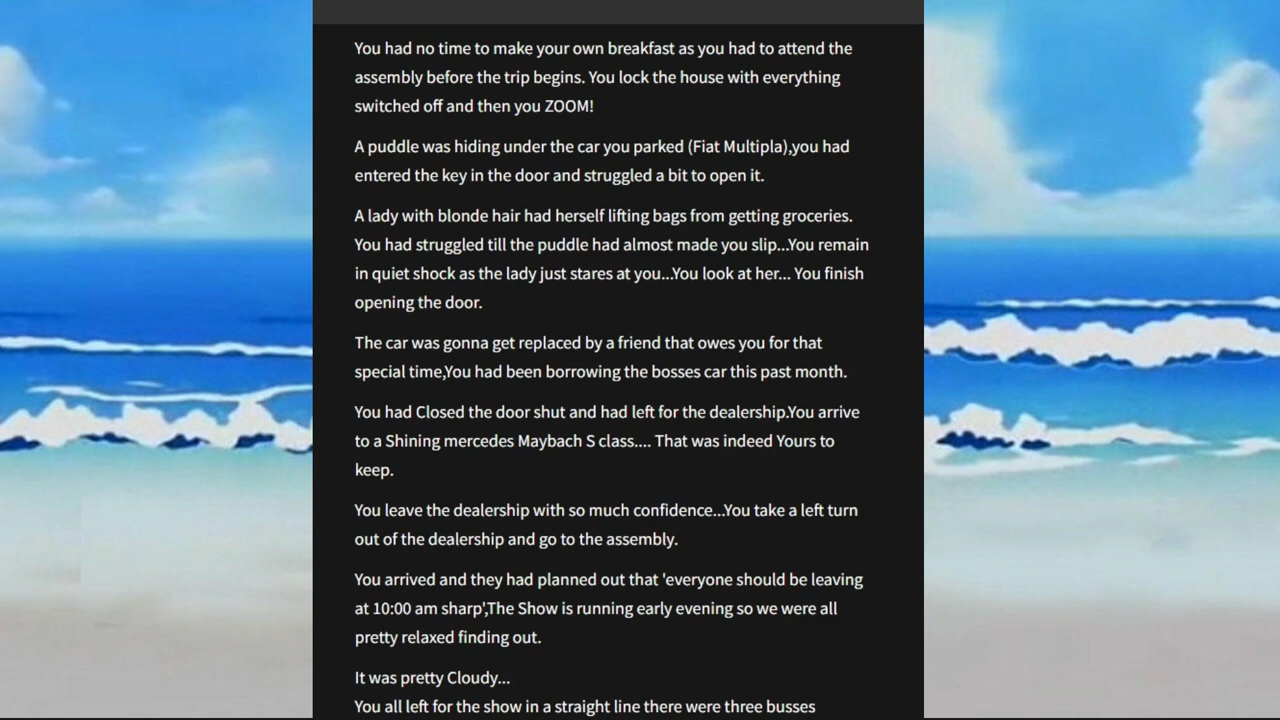 You had no time to make your own breakfast as you had to attend the
assembly before the trip begins. You lock the house with everything
switched off and then you ZOOM!
A puddle was hiding under the car you parked (Fiat Multipla),you had
entered the key in the door and struggled a bit to open it.
A lady with blonde hair had herself lifting bags from getting groceries.
You had struggled till the puddle had almost made you slip...You remain
in quiet shock as the lady just stares at you...You look at her... You finish
opening the door.
The car was gonna get replaced by a friend that owes you for that
special time,You had been borrowing the bosses car this past month.
You had Closed the door shut and had left for the dealership.You arrive
to a Shining mercedes Maybach S class.... That was indeed Yours to
keep.
You leave the dealership with so much confidence...You take a left turn
out of the dealership and go to the assembly.
You arrived and they had planned out that 'everyone should be leaving
at 10:00 am sharp',The Show is running early evening so we were all
pretty relaxed finding out.
It was pretty Cloudy...
You all left for the show in a straight line there were three busses